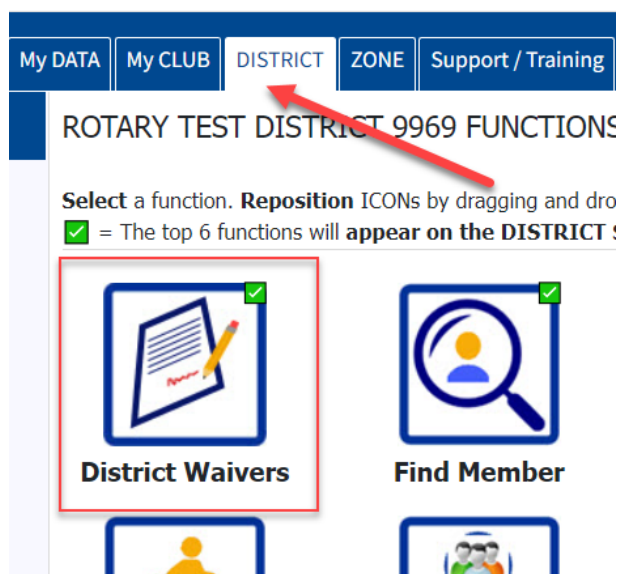 My DATA My CLUB DISTRICT ZONE Support / Training
ROTARY TEST DISTRICT 9969 FUNCTIONS
Select a function. Reposition ICONs by dragging and dro
= The top 6 functions will appear on the DISTRICT
District Waivers Find Member